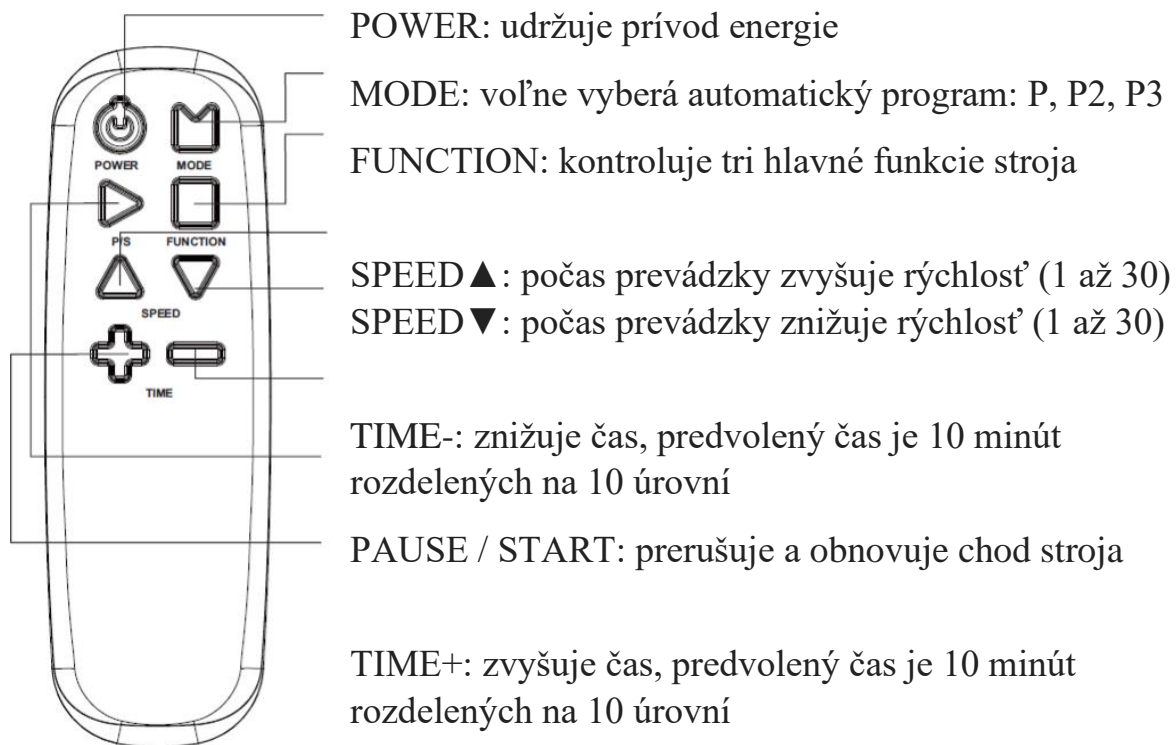 POWER: udržuje prívod energie
MODE: voľne vyberá automatický program: P, P2, P3
FUNCTION: kontroluje tri hlavné funkcie stroja
SPEED▲: počas prevádzky zvyšuje rýchlosť (1 až 30)
SPEED▼: počas prevádzky znižuje rýchlosť (1 až 30)
TIME-: znižuje čas, predvolený čas je 10 minút
rozdelených na 10 úrovní
PAUSE / START: prerušuje a obnovuje chod stroja
TIME+: zvyšuje čas, predvolený čas je 10 minút
rozdelených na 10 úrovní
POWER MODE
P/S FUNCTION
SPEED
TIME